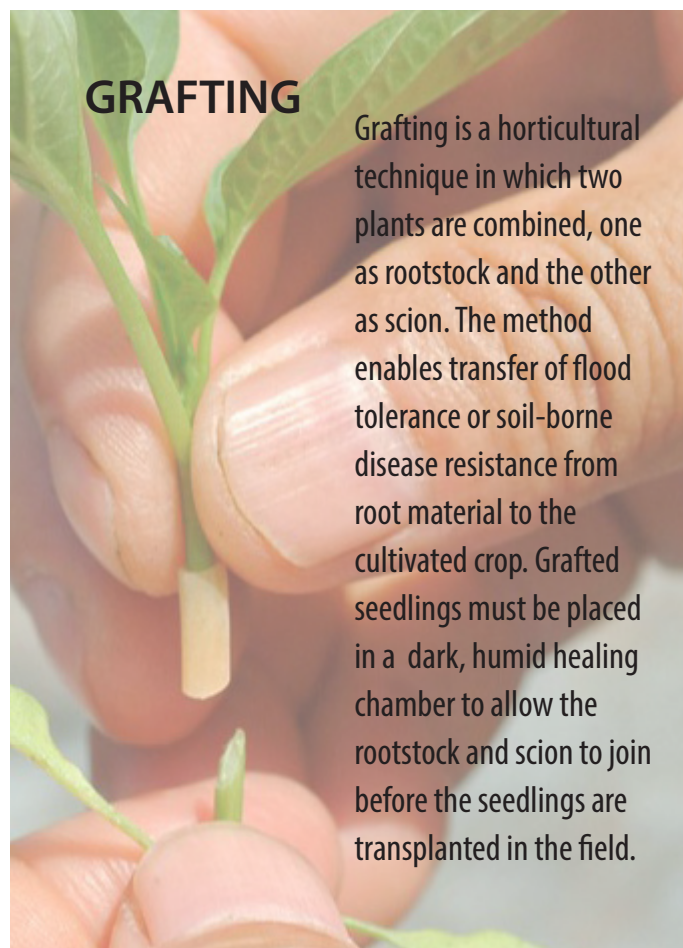 GRAFTING
Grafting is a horticultural
technique in which two
plants are combined, one
as rootstock and the other
as scion. The method
enables transfer of flood
tolerance or soil-borne
disease resistance from
root material to the
cultivated crop. Grafted
seedlings must be placed
in a  dark, humid healing
chamber to allow the
rootstock and scion to join
before the seedlings are
transplanted in the field.